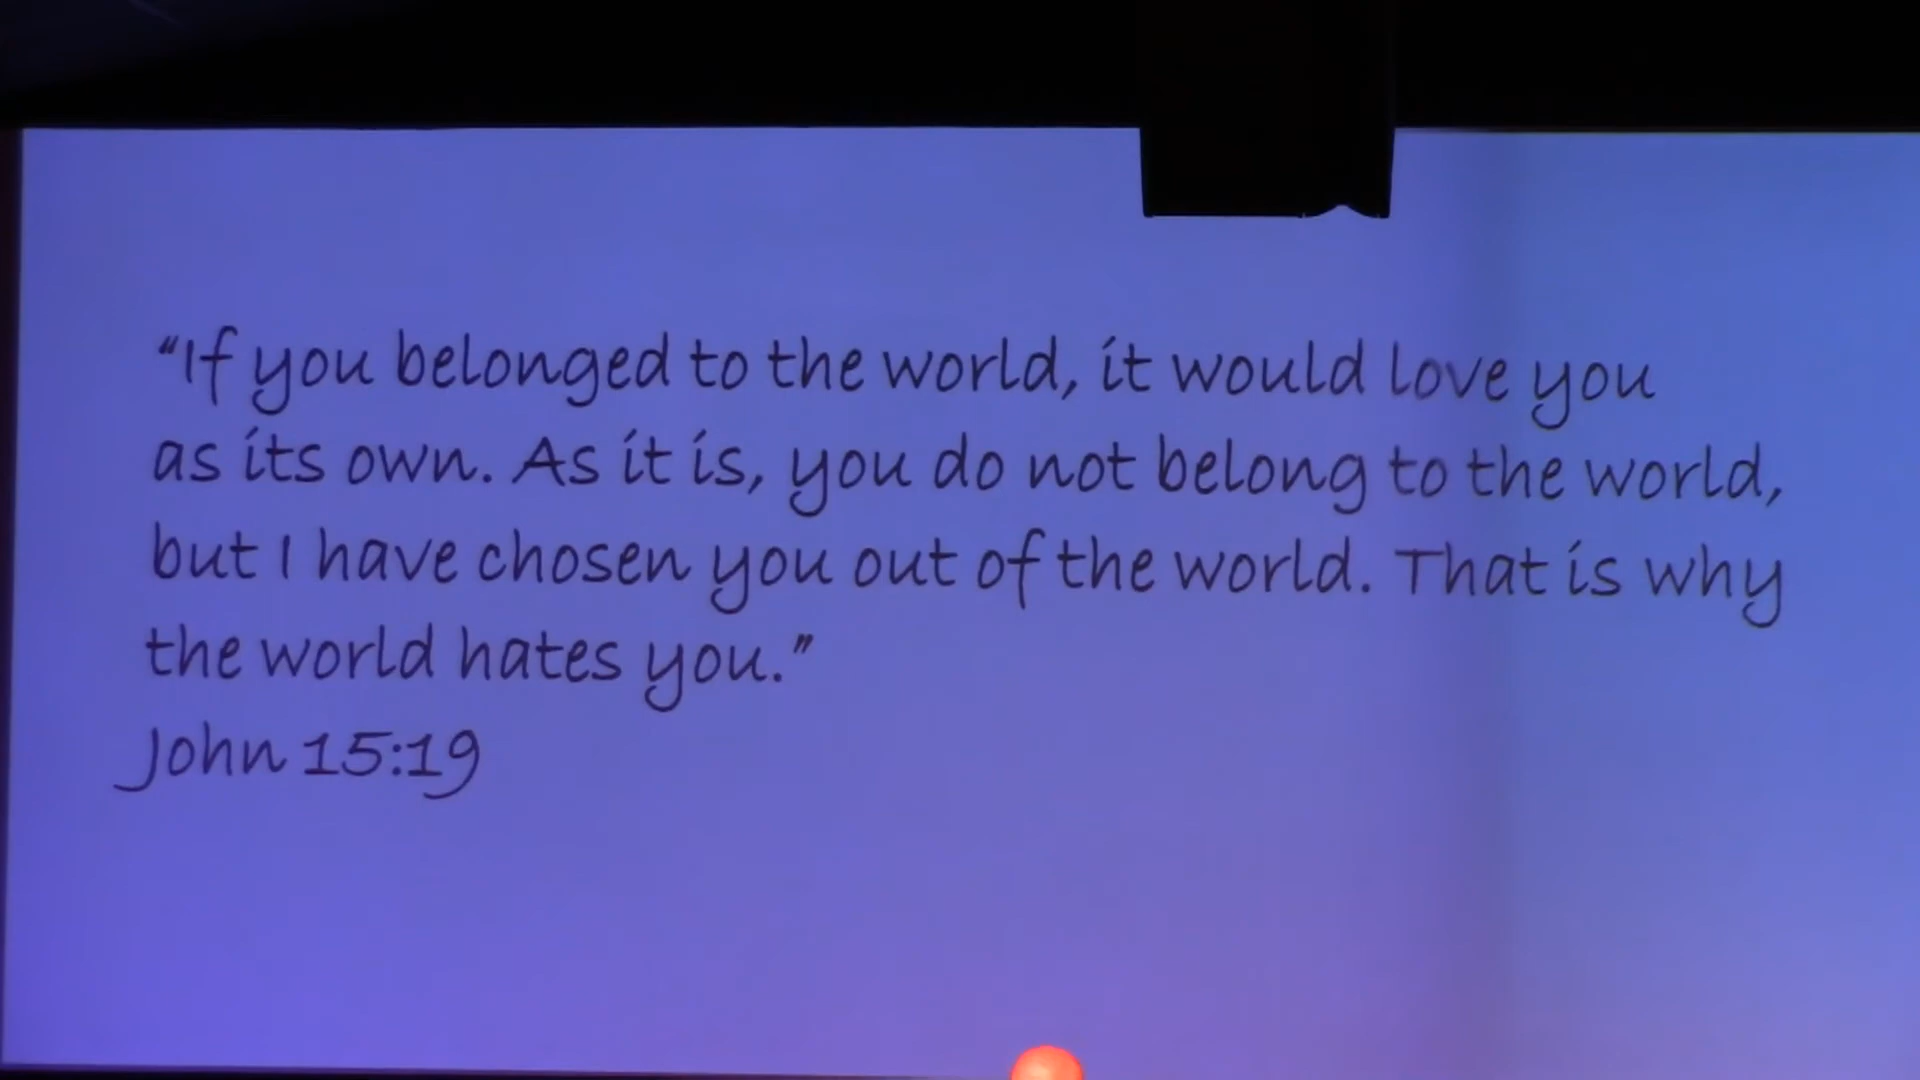 “If you belonged to the world, it would love you
as its own. As it is, you do not belong to the world,
but I have chosen you out of the world. That is why
the world hates you.”
John 15:19